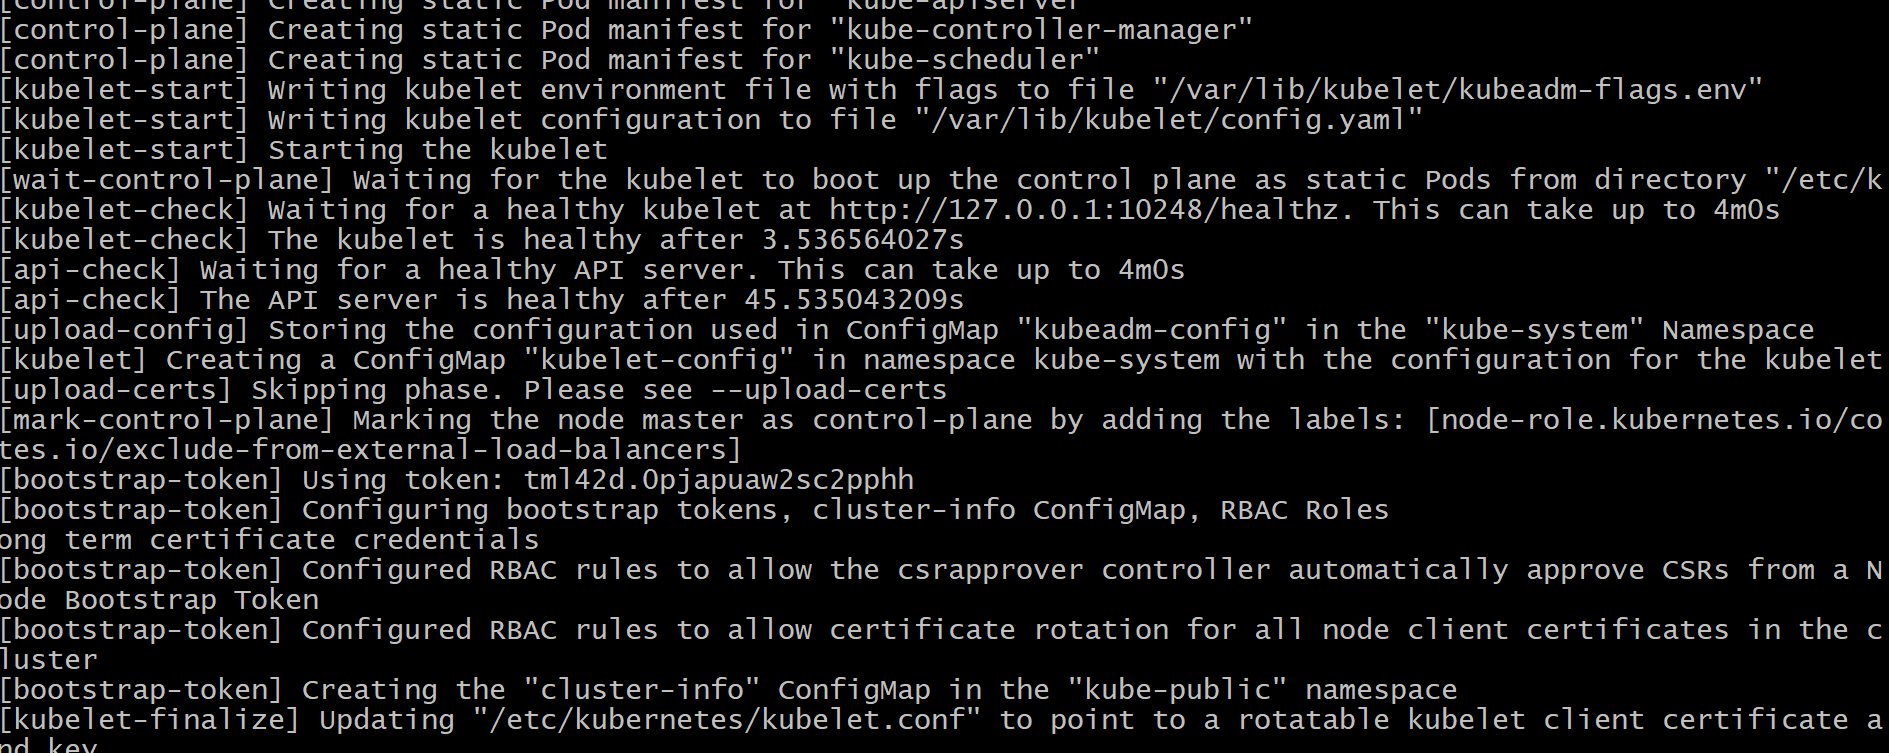 [control-plane] Creating static Pod manifest for "kube-apiserver"
[control-plane] Creating static Pod manifest for "kube-controller-manager"
[control-plane] Creating static Pod manifest for "kube-scheduler"
[kubelet-start] Writing kubelet environment file with flags to file "/var/lib/kubelet/kubeadm-flags.env"
[kubelet-start] Writing kubelet configuration to file "/var/lib/kubelet/config.yaml"
[kubelet-start] Starting the kubelet
[wait-control-plane] Waiting for the kubelet to boot up the control plane as static Pods from directory "/etc/k
[kubelet-check] Waiting for a healthy kubelet at http://127.0.0.1:10248/healthz. This can take up to 4m0s
[kubelet-check] The kubelet is healthy after 3.536564027s
[api-check] Waiting for a healthy API server. This can take up to 4m0s
[api-check] The API server is healthy after 45.535043209s
[upload-config] Storing the configuration used in ConfigMap "kubeadm-config" in the "kube-system" Namespace
[kubelet] Creating a ConfigMap "kubelet-config" in namespace kube-system with the configuration for the kubelet
[upload-certs] Skipping phase. Please see --upload-certs
[mark-control-plane] Marking the node master as control-plane by adding the labels: [node-role.kubernetes.io/co
tes.io/exclude-from-external-load-balancers]
[bootstrap-token] Using token: tml42d.0pjapuaw2sc2pphh
[bootstrap-token] Configuring bootstrap tokens, cluster-info ConfigMap, RBAC Roles
ong term certificate credentials
[bootstrap-token] Configured RBAC rules to allow the csrapprover controller automatically approve CSRs from a N
ode Bootstrap Token
[bootstrap-token] Configured RBAC rules to allow certificate rotation for all node client certificates in the c
luster
[bootstrap-token] Creating the "cluster-info" ConfigMap in the "kube-public" namespace
[kubelet-finalize] Updating "/etc/kubernetes/kubelet.conf" to point to a rotatable kubelet client certificate a
nd key